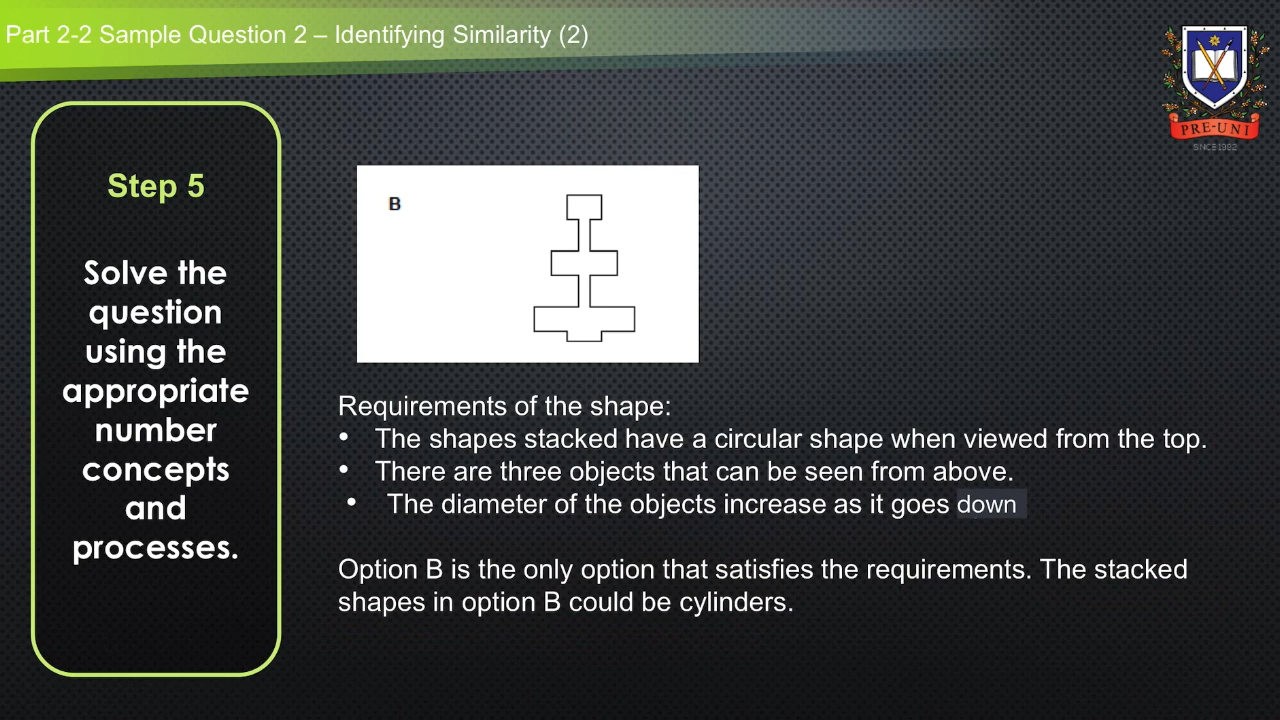 Part 2-2 Sample Question 2 – Identifying Similarity (2)
PRE-UNI
SINCE 1992
Step 5
Solve the
question
using the
appropriate
number
concepts
and
processes.
B
Requirements of the shape:
• The shapes stacked have a circular shape when viewed from the top.
• There are three objects that can be seen from above.
• The diameter of the objects increase as it goes down
Option B is the only option that satisfies the requirements. The stacked
shapes in option B could be cylinders.